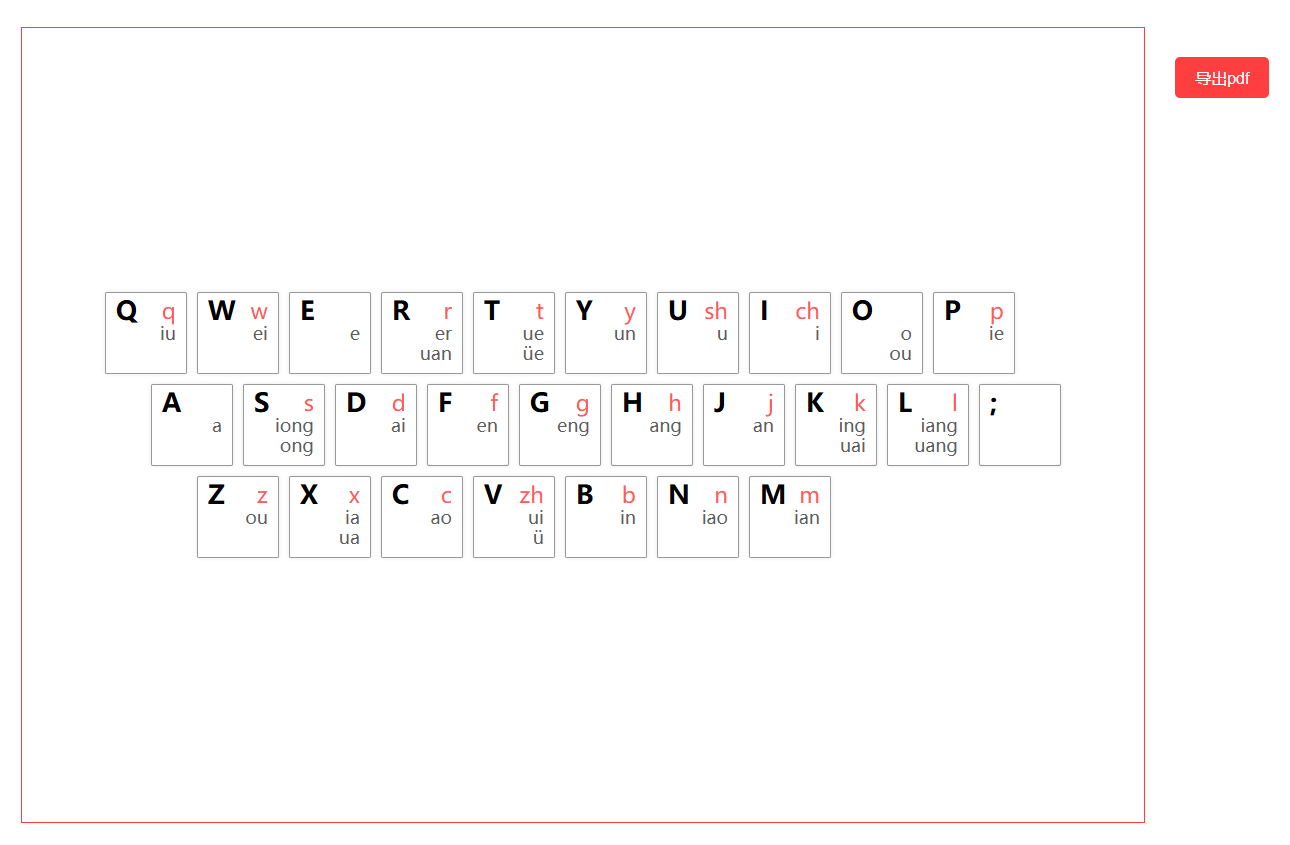 导出pdf
Q q W w E R r T t Y y U sh I ch O P p
iu ei e er ue un u i o ie
uan üe ou
A S s D d F f G g H h J j K k L l ;
a iong ai en eng ang an ing iang
ong uai uang
Z z X x C c V zh B b N n M m
ou ia ao ui in iao ian
ua ü